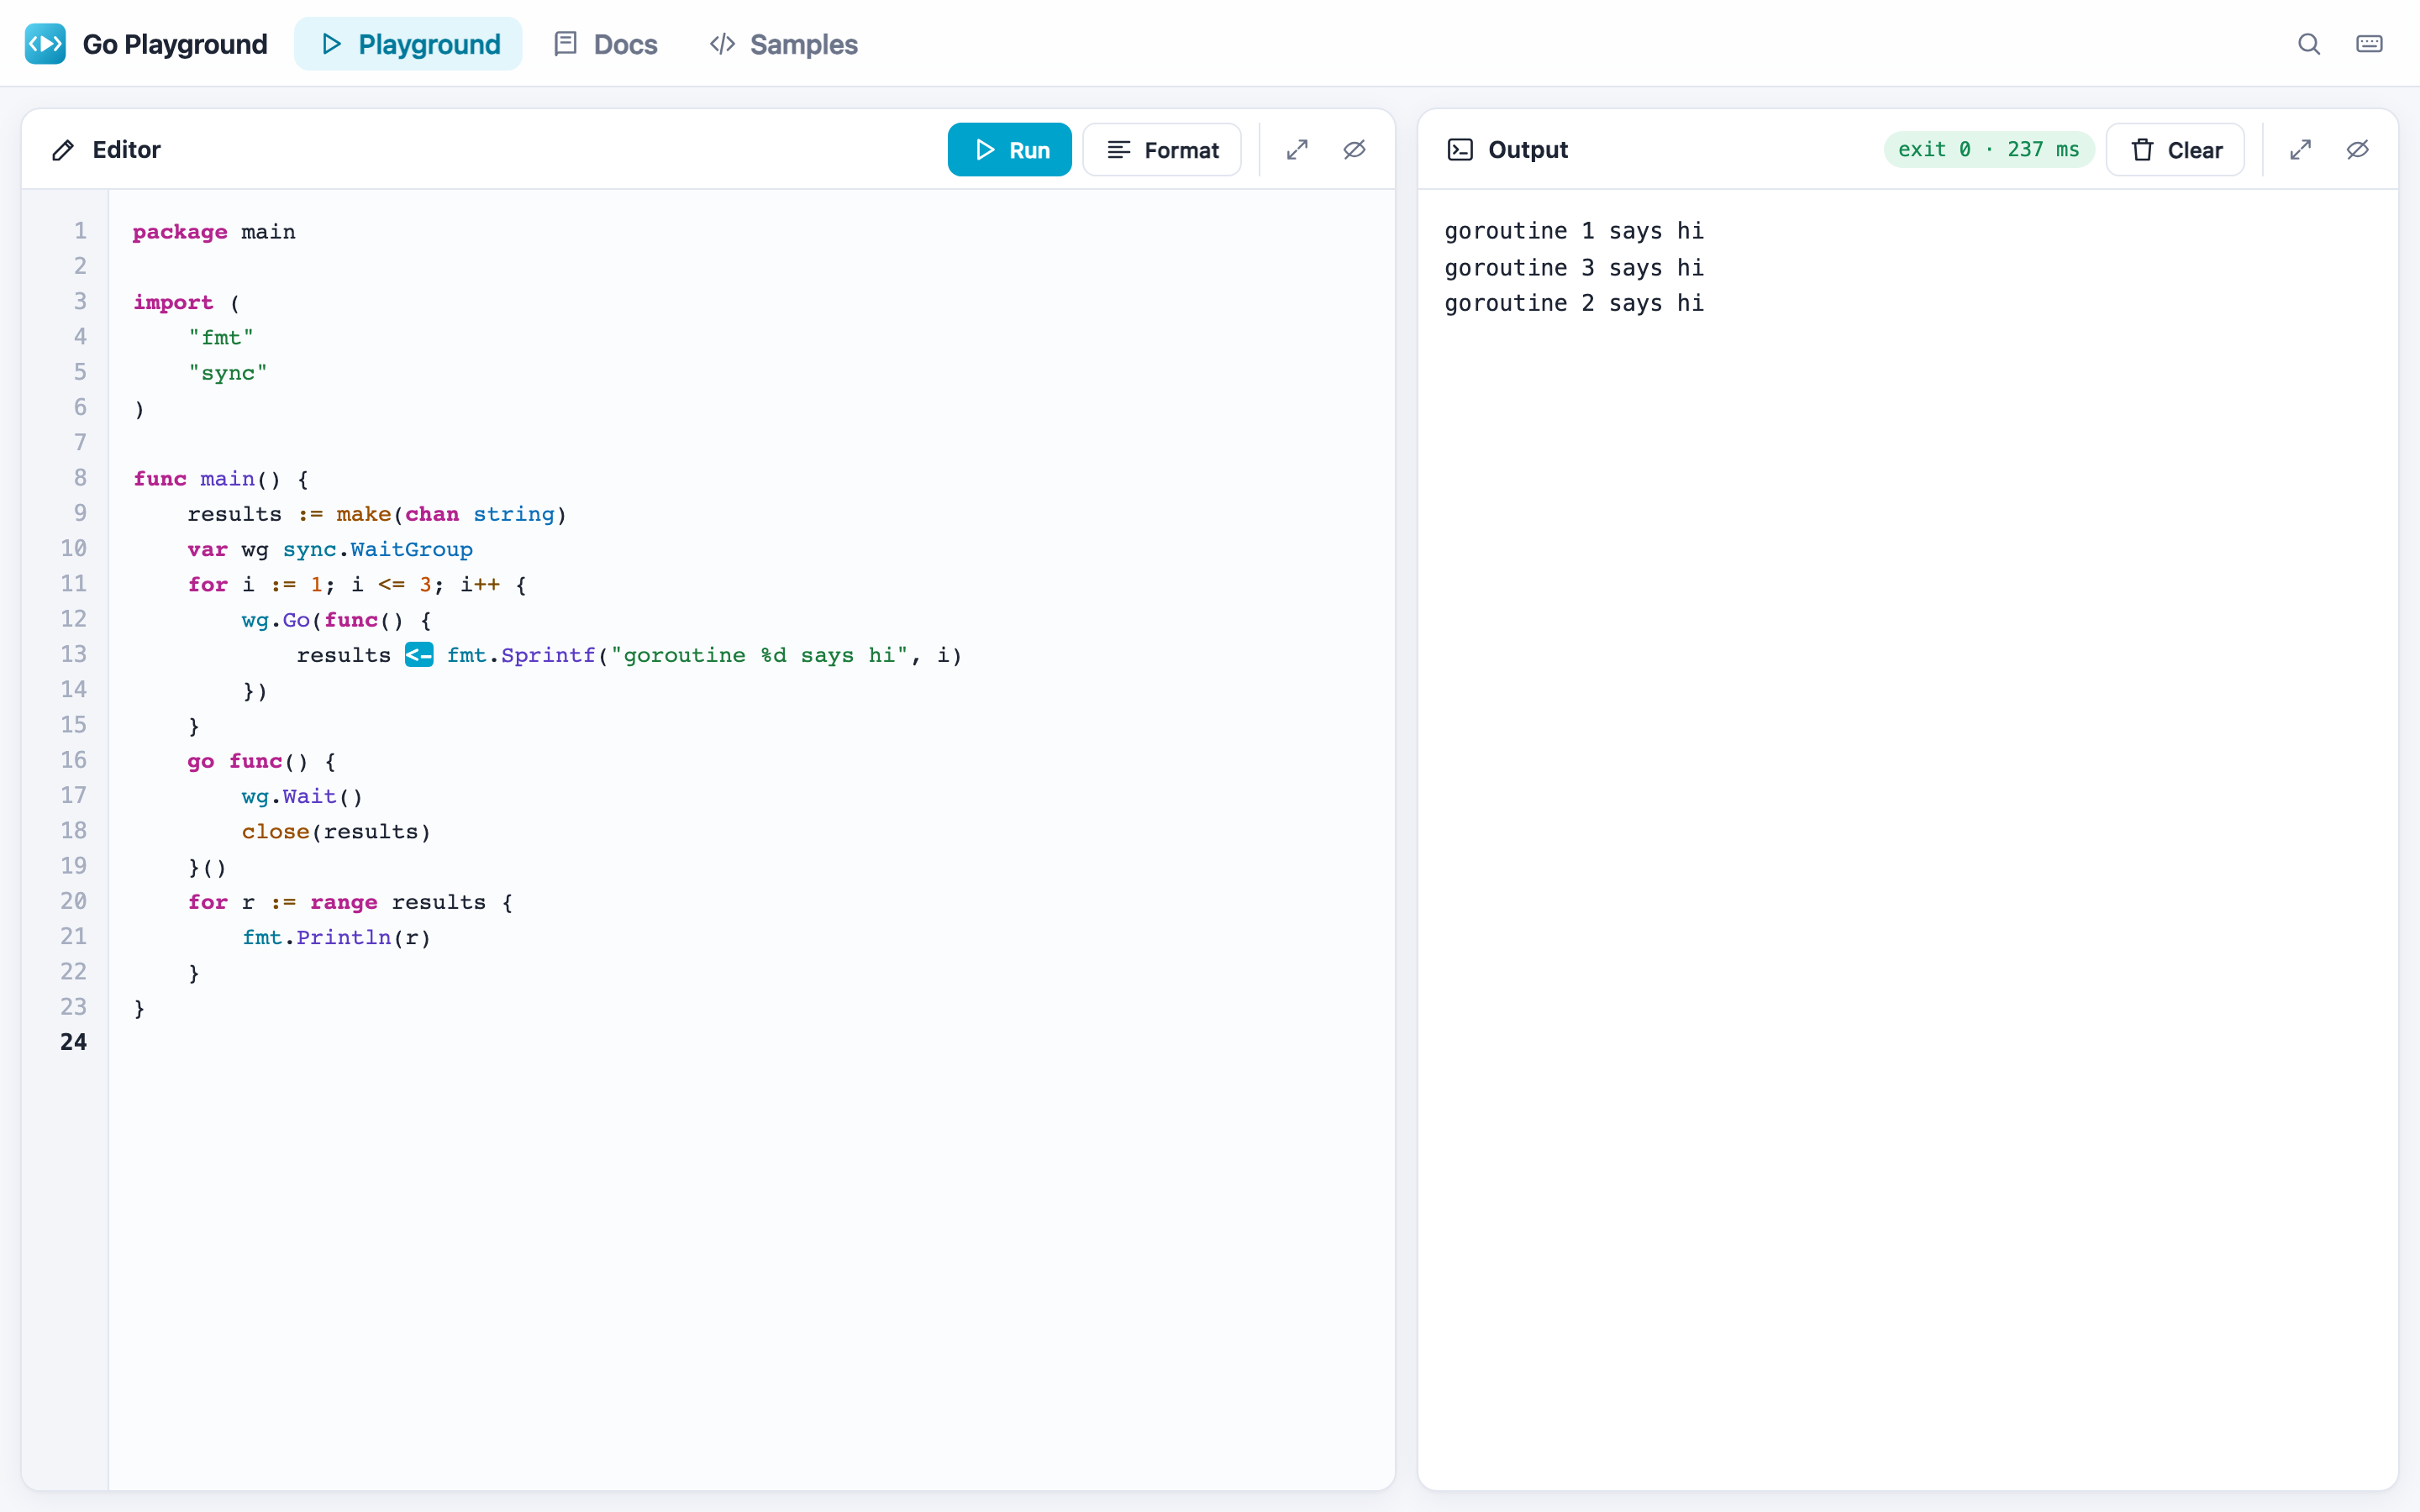 Go Playground
Playground
Docs
Samples
Editor
Run
Format
1 package main
2
3 import (
4     "fmt"
5     "sync"
6 )
7
8 func main() {
9     results := make(chan string)
10     var wg sync.WaitGroup
11     for i := 1; i <= 3; i++ {
12         wg.Go(func() {
13             results <- fmt.Sprintf("goroutine %d says hi", i)
14         })
15     }
16     go func() {
17         wg.Wait()
18         close(results)
19     }()
20     for r := range results {
21         fmt.Println(r)
22     }
23 }
24
Output
exit 0 · 237 ms
Clear
goroutine 1 says hi
goroutine 3 says hi
goroutine 2 says hi